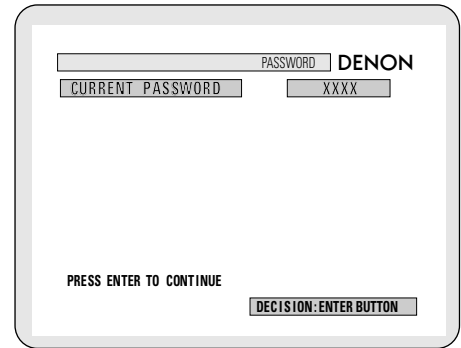 PASSWORD DENON
CURRENT PASSWORD XXXX
PRESS ENTER TO CONTINUE
DECISION: ENTER BUTTON